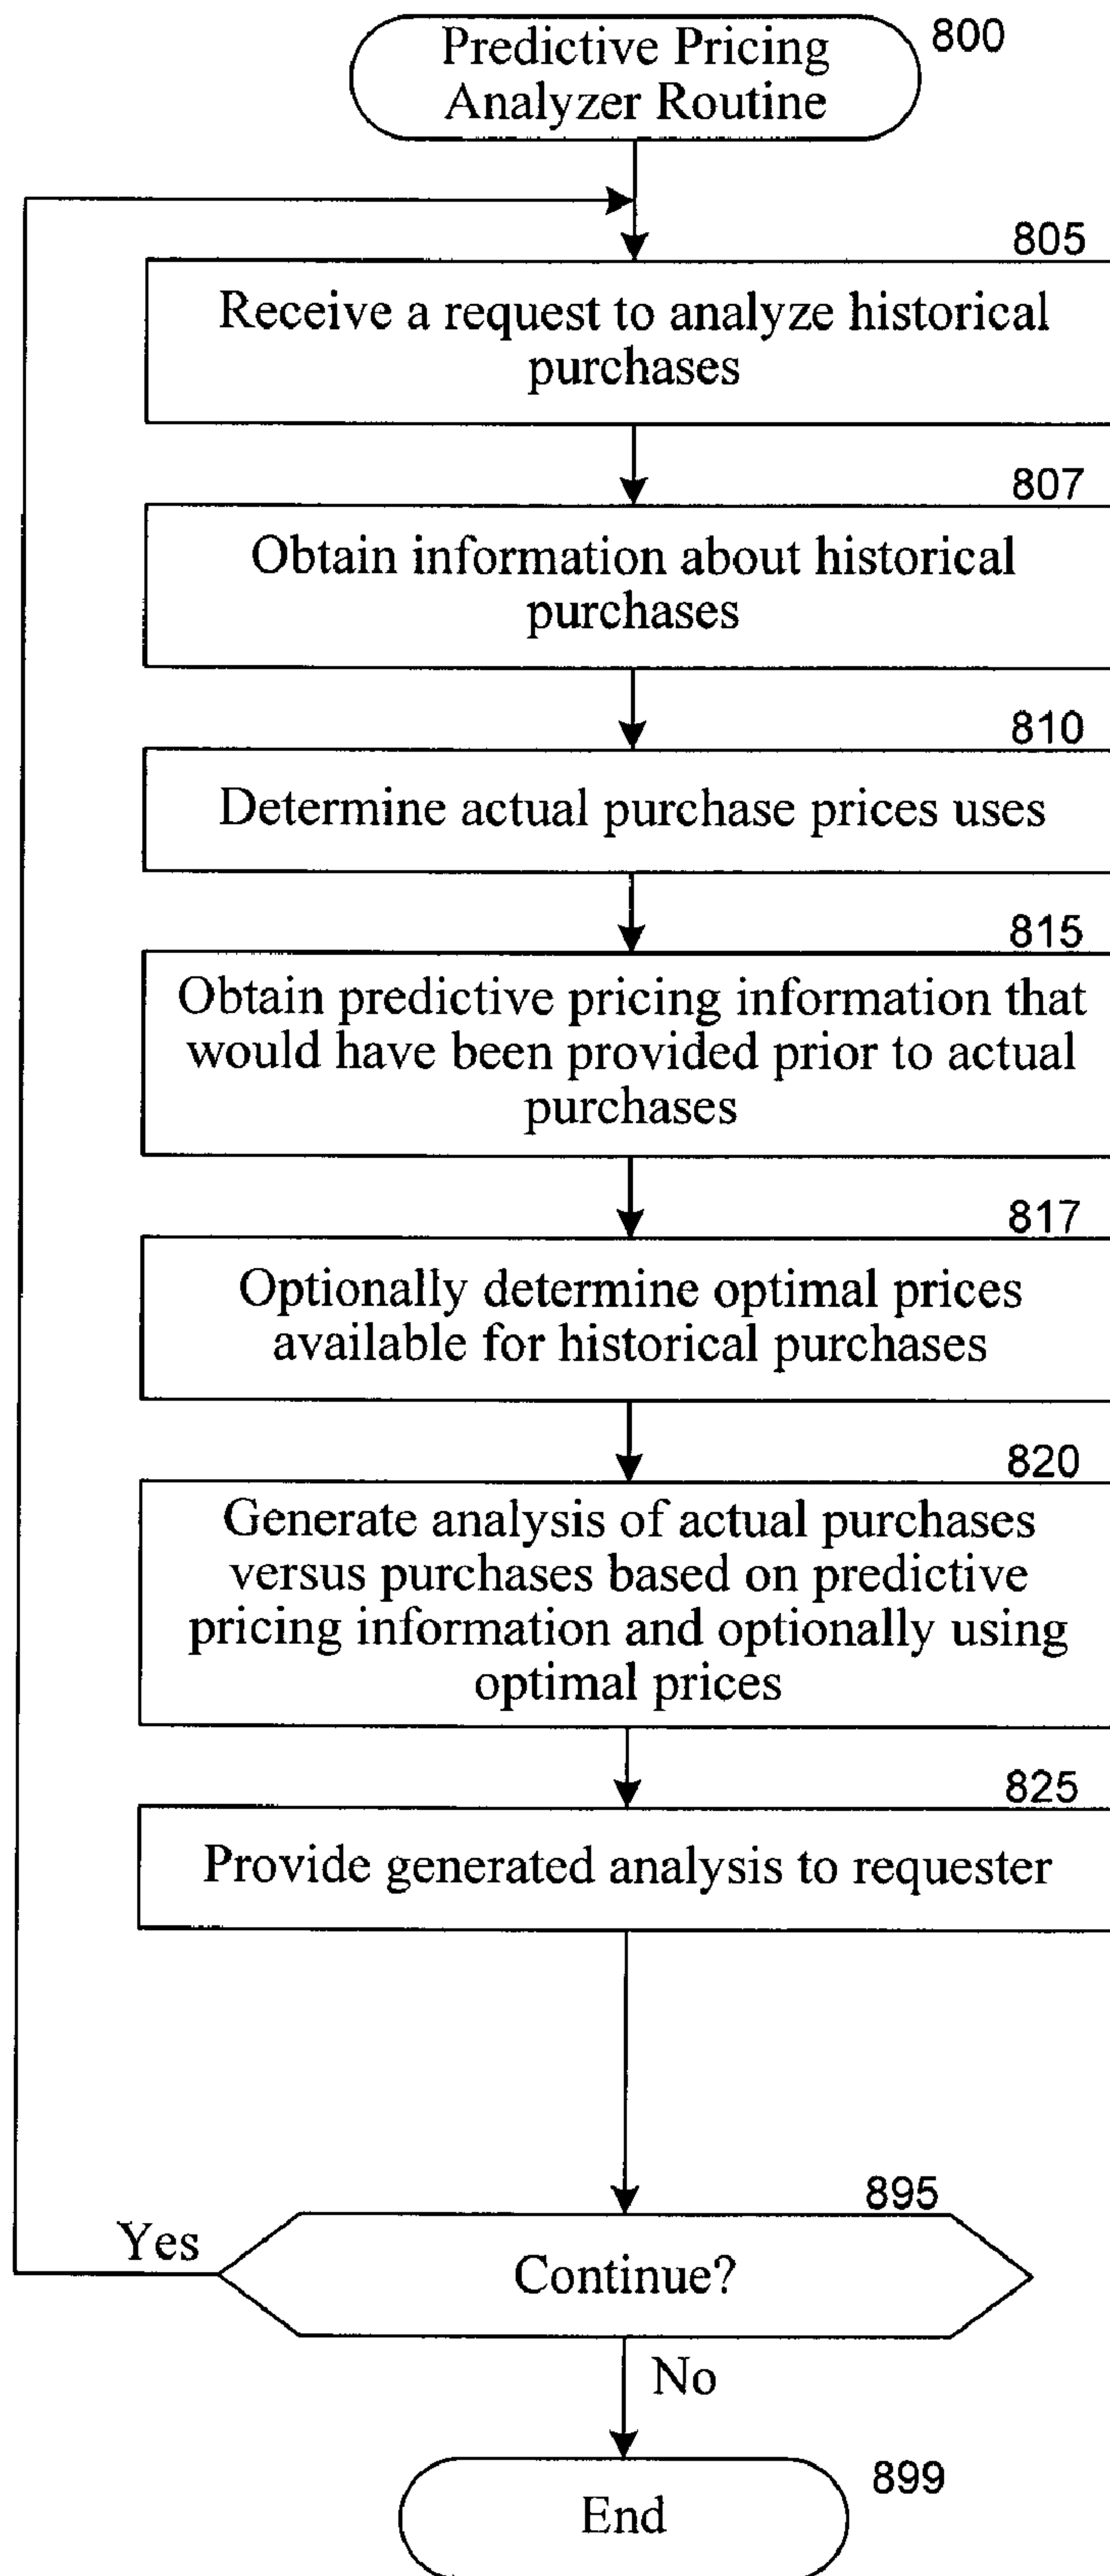 Predictive Pricing
Analyzer Routine
800
805
Receive a request to analyze historical
purchases
807
Obtain information about historical
purchases
810
Determine actual purchase prices uses
815
Obtain predictive pricing information that
would have been provided prior to actual
purchases
817
Optionally determine optimal prices
available for historical purchases
820
Generate analysis of actual purchases
versus purchases based on predictive
pricing information and optionally using
optimal prices
825
Provide generated analysis to requester
895
Yes
Continue?
No
899
End